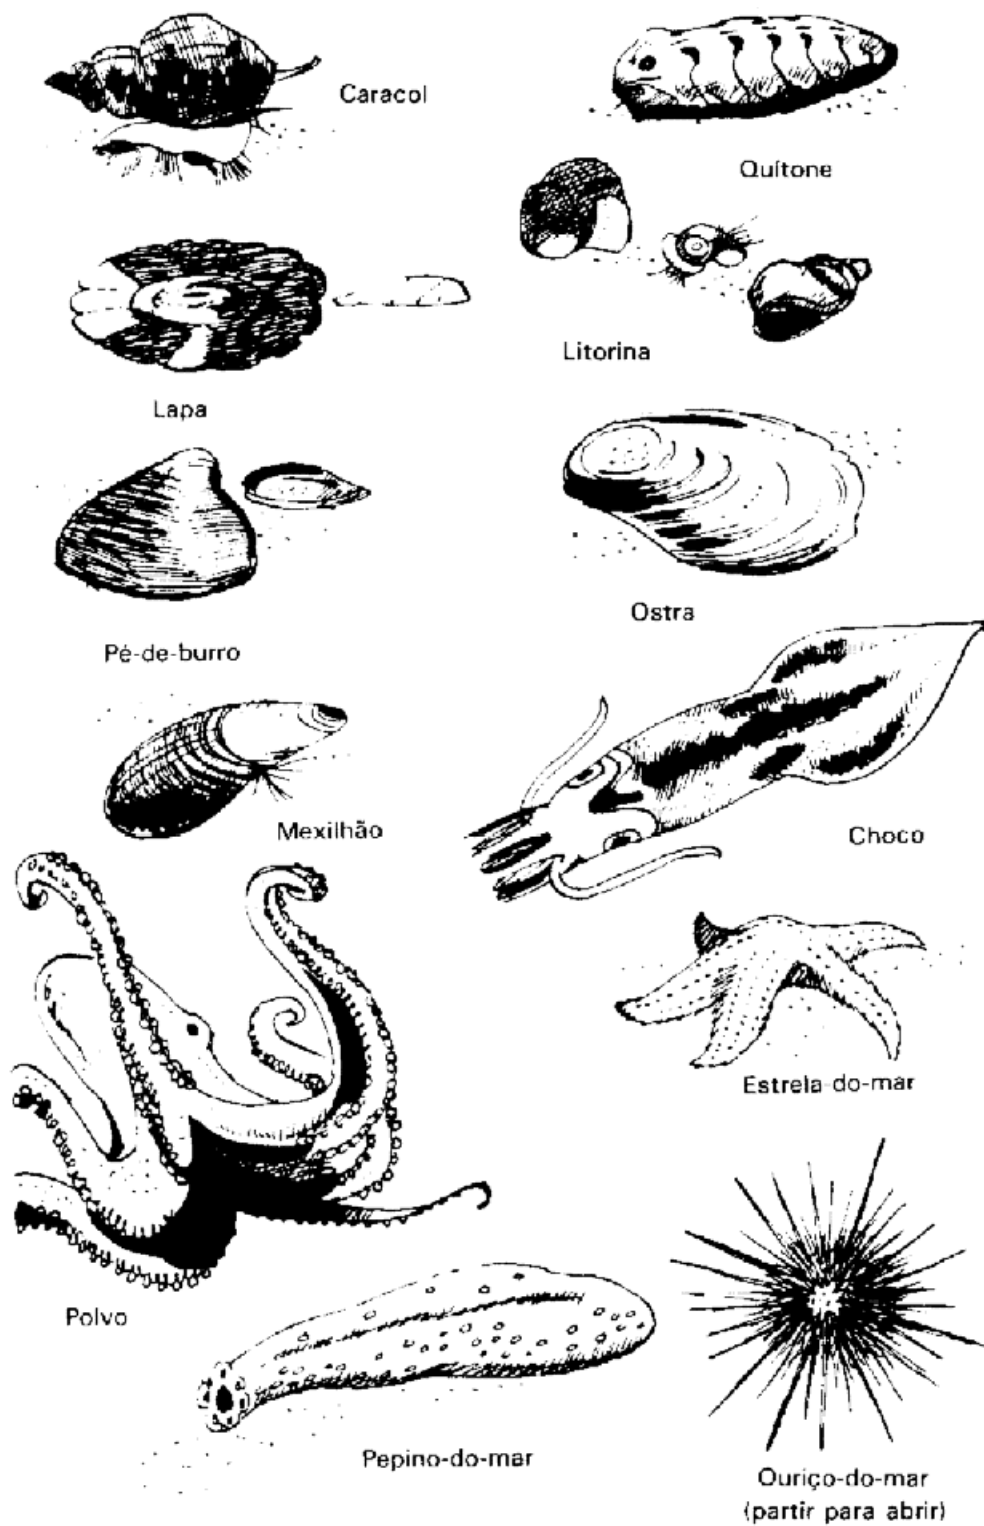 Caracol
Quítone
Litorina
Lapa
Ostra
Pé-de-burro
Mexilhão
Choco
Estrela-do-mar
Polvo
Pepino-do-mar
Ouriço-do-mar
(partir para abrir)